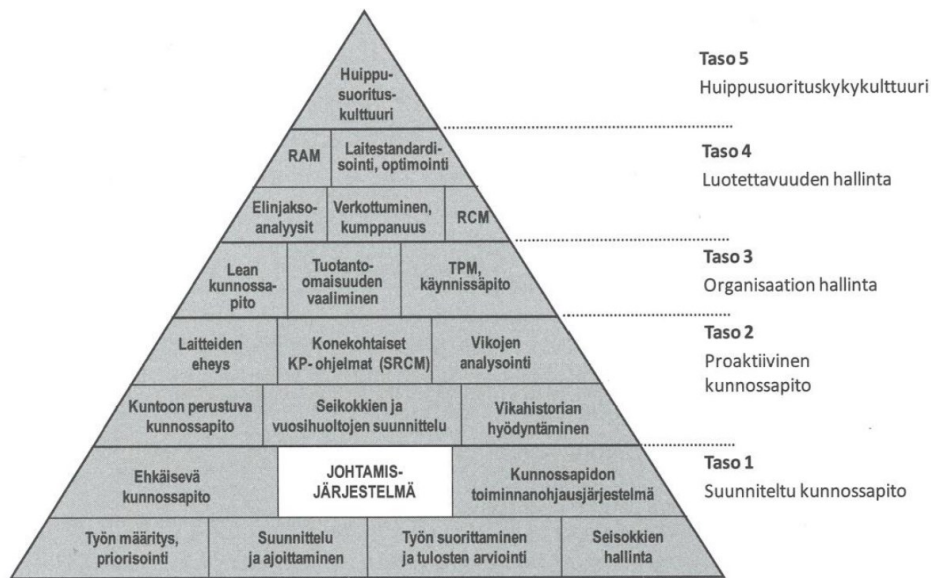 Huippu-
suoritus-
kulttuuri
RAM
Laitestandardi-
sointi, optimointi
Elinjakso-
analyysit
Verkottuminen,
kumppanuus
RCM
Lean
kunnossa-
pito
Tuotanto-
omaisuuden
vaaliminen
TPM,
käynnissäpito
Laitteiden
eheys
Konekohtaiset
KP- ohjelmat (SRCM)
Vikojen
analysointi
Kuntoon perustuva
kunnossapito
Seikokkien ja
vuosihuoltojen suunnittelu
Vikahistorian
hyödyntäminen
Ehkäisevä
kunnossapito
JOHTAMIS-
JÄRJESTELMÄ
Kunnossapidon
toiminnanohjausjärjestelmä
Työn määritys,
priorisointi
Suunnittelu
ja ajoittaminen
Työn suorittaminen
ja tulosten arviointi
Seisokkien
hallinta
Taso 5
Huippusuorituskykykulttuuri
Taso 4
Luotettavuuden hallinta
Taso 3
Organisaation hallinta
Taso 2
Proaktiivinen
kunnossapito
Taso 1
Suunniteltu kunnossapito